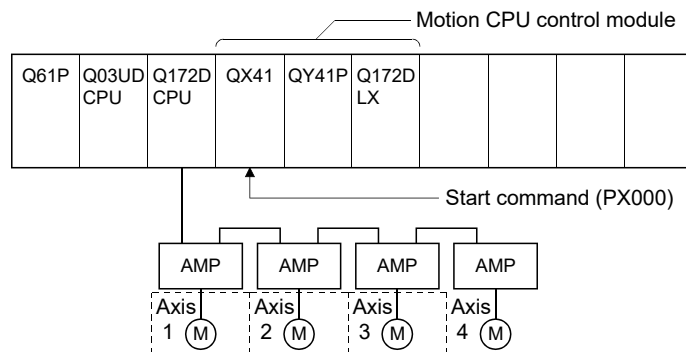 Motion CPU control module
Q61P
Q03UD
CPU
Q172D
CPU
QX41
QY41P
Q172D
LX
Start command (PX000)
AMP
AMP
AMP
AMP
Axis
1 M
Axis
2 M
Axis
3 M
Axis
4 M